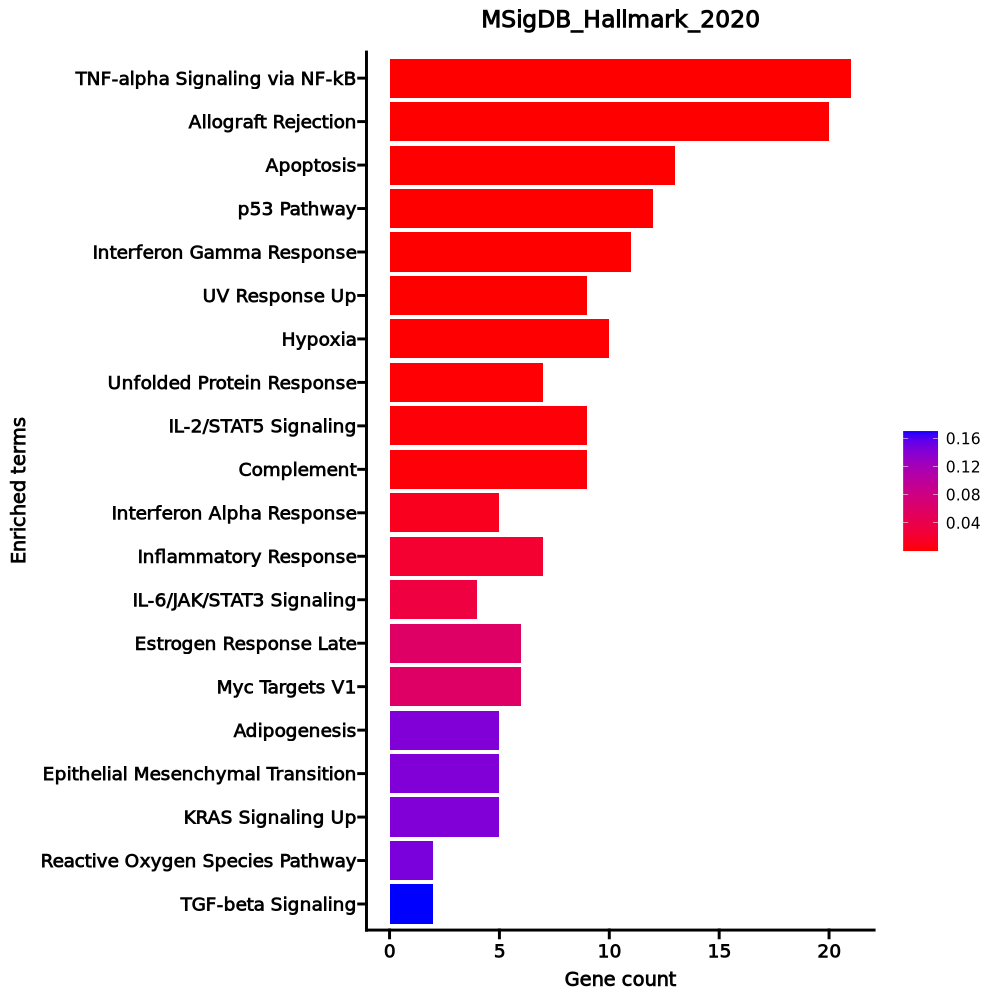 MSigDB_Hallmark_2020
TNF-alpha Signaling via NF-kB
Allograft Rejection
Apoptosis
p53 Pathway
Interferon Gamma Response
UV Response Up
Hypoxia
Unfolded Protein Response
IL-2/STAT5 Signaling
Complement
Interferon Alpha Response
Inflammatory Response
IL-6/JAK/STAT3 Signaling
Estrogen Response Late
Myc Targets V1
Adipogenesis
Epithelial Mesenchymal Transition
KRAS Signaling Up
Reactive Oxygen Species Pathway
TGF-beta Signaling
Enriched terms
0 5 10 15 20
Gene count
0.16
0.12
0.08
0.04